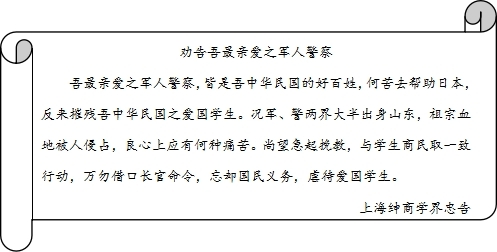 劝告吾最亲爱之军人警察
吾最亲爱之军人警察，皆是吾中华民国的好百姓，何苦去帮助日本，
反来摧残吾中华民国之爱国学生。况军、警两界大半出身山东，祖宗血
地被人侵占，良心上应有何种痛苦。尚望急起挽救，与学生商民取一致
行动，万勿借口长官命令，忘却国民义务，虐待爱国学生。
上海绅商学界忠告